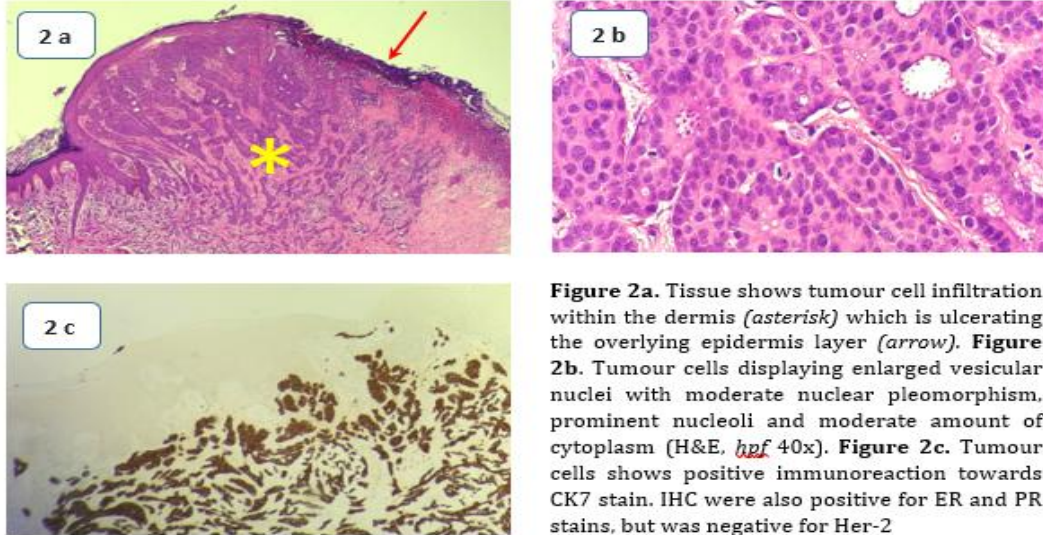 2 a
2 b
2 c
Figure 2a. Tissue shows tumour cell infiltration
within the dermis (asterisk) which is ulcerating
the overlying epidermis layer (arrow). Figure
2b. Tumour cells displaying enlarged vesicular
nuclei with moderate nuclear pleomorphism,
prominent nucleoli and moderate amount of
cytoplasm (H&E, hpf 40x). Figure 2c. Tumour
cells shows positive immunoreaction towards
CK7 stain. IHC were also positive for ER and PR
stains, but was negative for Her-2